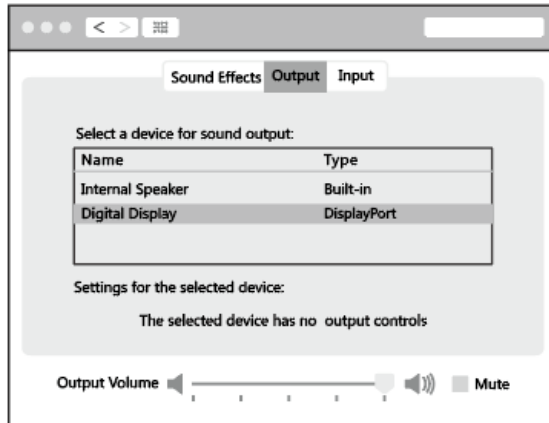 Sound Effects Output Input
Select a device for sound output:
Name Type
Internal Speaker Built-in
Digital Display DisplayPort
Settings for the selected device:
The selected device has no output controls
Output Volume Mute